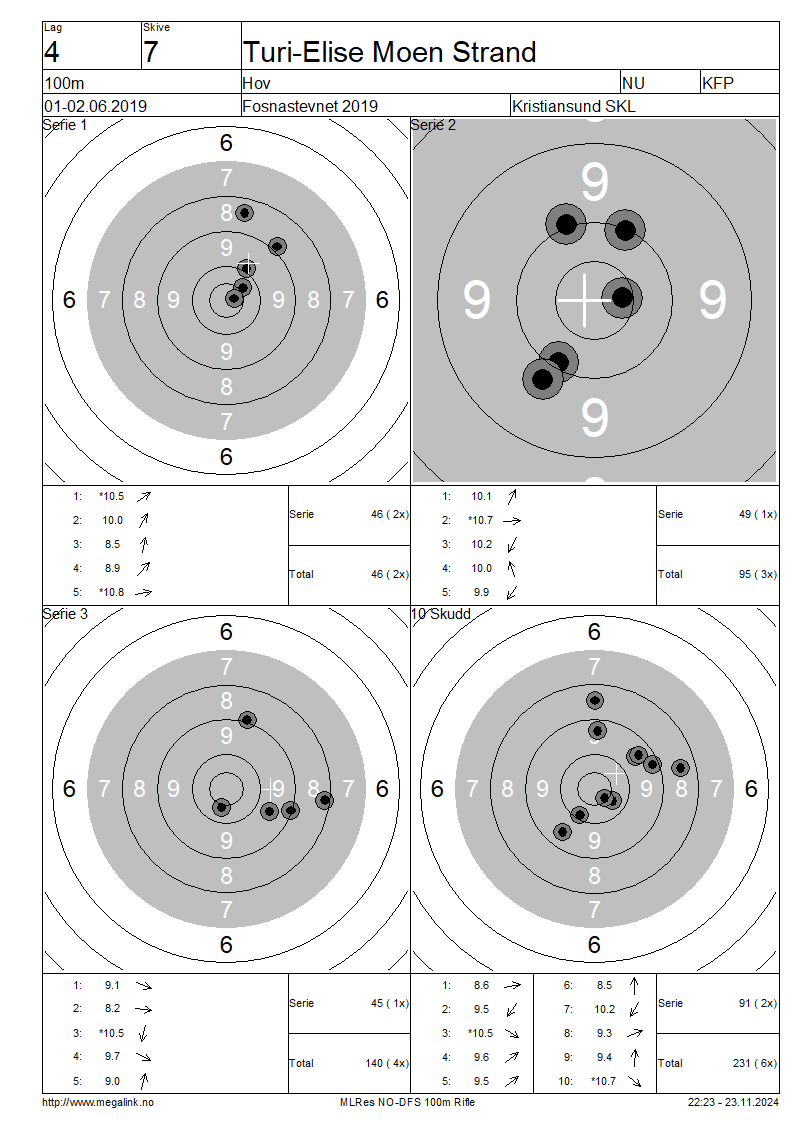 Lag
Skive
4
7
Turi-Elise Moen Strand
100m
Hov
NU
KFP
01-02.06.2019
Fosnastevnet 2019
Kristiansund SKL
Serie 1
6
7
8
9
6 7 8 9 9 8 7 6
9
8
7
6
Serie 2
9
9 9
9
1: *10.5
2: 10.0
3: 8.5
4: 8.9
5: *10.8
Serie 46 ( 2x)
Total 46 ( 2x)
1: 10.1
2: *10.7
3: 10.2
4: 10.0
5: 9.9
Serie 49 ( 1x)
Total 95 ( 3x)
Serie 3
6
7
8
9
6 7 8 9 9 8 7 6
9
8
7
6
10 Skudd
6
7
8
9
6 7 8 9 9 8 7 6
9
8
7
6
1: 9.1
2: 8.2
3: *10.5
4: 9.7
5: 9.0
Serie 45 ( 1x)
Total 140 ( 4x)
1: 8.6
2: 9.5
3: *10.5
4: 9.6
5: 9.5
6: 8.5
7: 10.2
8: 9.3
9: 9.4
10: *10.7
Serie 91 ( 2x)
Total 231 ( 6x)
http://www.megalink.no
MLRes NO-DFS 100m Rifle
22:23 - 23.11.2024